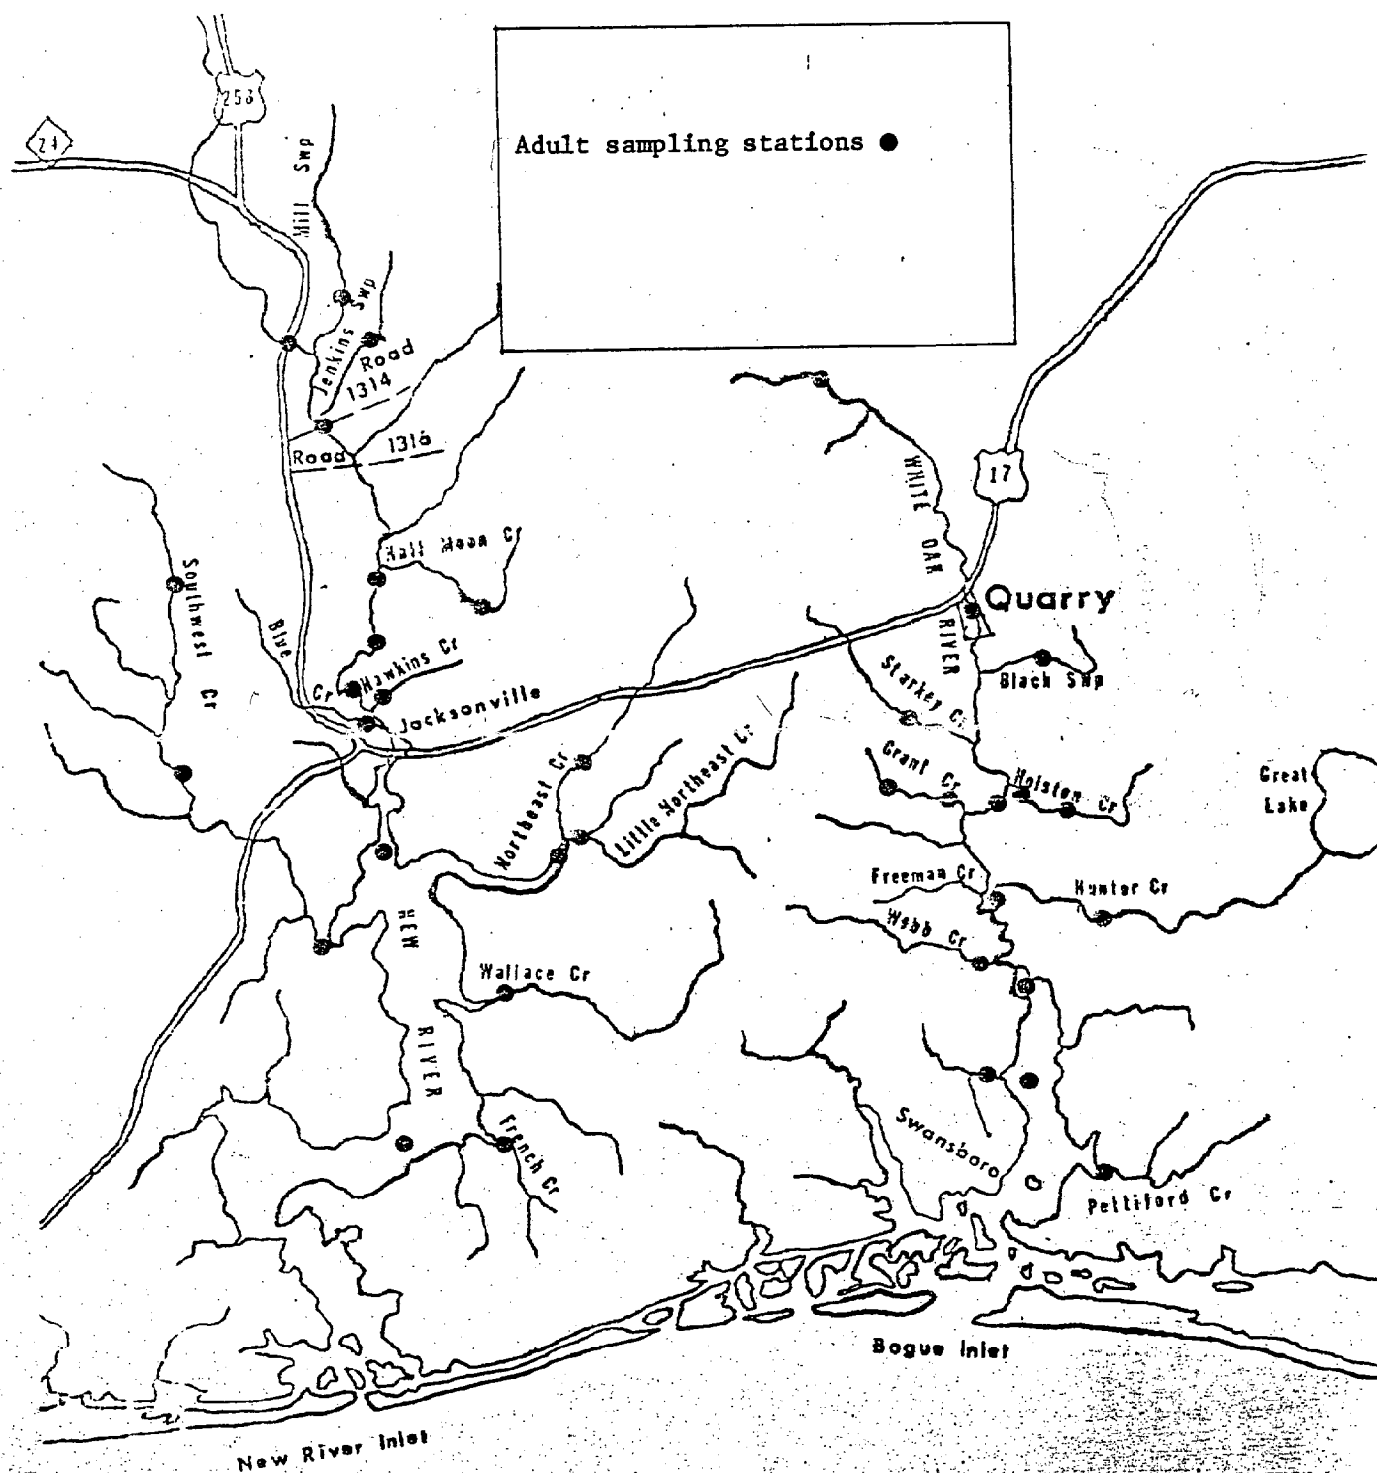 258
24
Adult sampling stations
Mill Swp
Jenkins Swp
Road
1314
Road 1316
17
WHITE OAK RIVER
Half Moon Cr
Southwest Cr
Blue Cr
Quarry
Hawkins Cr
Black Swp
Starkey Cr
Jacksonville
Northeast Cr
Little Northeast Cr
Grant Cr
Holston Cr
Great
Lake
Freeman Cr
Hunter Cr
Webb Cr
NEW RIVER
Wallace Cr
French Cr
Swansboro
Pettiford Cr
Bogue Inlet
New River Inlet